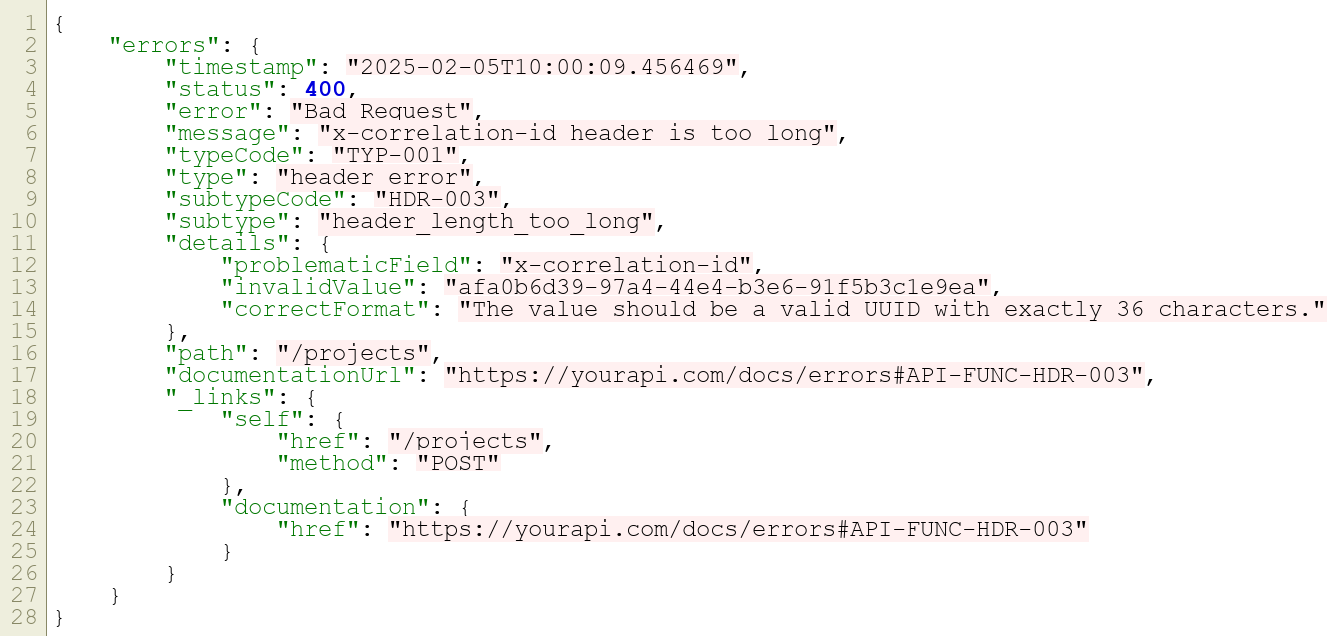 1 {
2     "errors": {
3         "timestamp": "2025-02-05T10:00:09.456469",
4         "status": 400,
5         "error": "Bad Request",
6         "message": "x-correlation-id header is too long",
7         "typeCode": "TYP-001",
8         "type": "header error",
9         "subtypeCode": "HDR-003",
10         "subtype": "header_length_too_long",
11         "details": {
12             "problematicField": "x-correlation-id",
13             "invalidValue": "afa0b6d39-97a4-44e4-b3e6-91f5b3c1e9ea",
14             "correctFormat": "The value should be a valid UUID with exactly 36 characters."
15         },
16         "path": "/projects",
17         "documentationUrl": "https://yourapi.com/docs/errors#API-FUNC-HDR-003",
18         "_links": {
19             "self": {
20                 "href": "/projects",
21                 "method": "POST"
22             },
23             "documentation": {
24                 "href": "https://yourapi.com/docs/errors#API-FUNC-HDR-003"
25             }
26         }
27     }
28 }